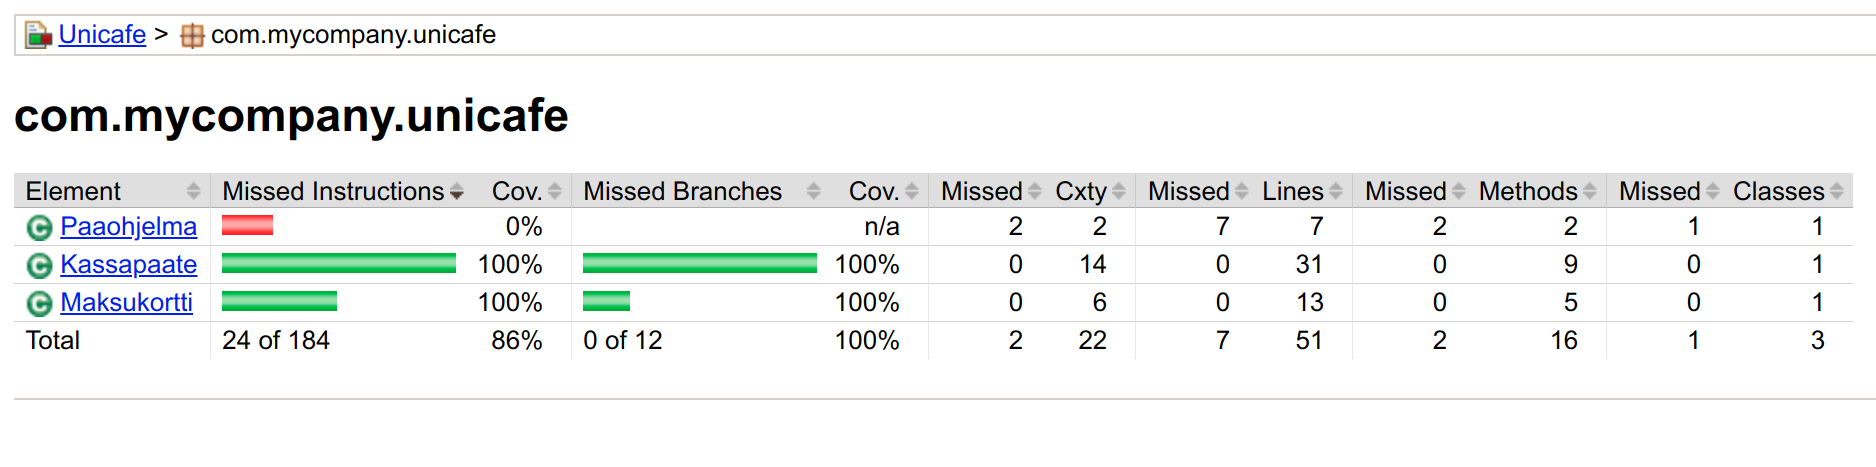 Unicafe > com.mycompany.unicafe
com.mycompany.unicafe
Element Missed Instructions Cov. Missed Branches Cov. Missed Cxty Missed Lines Missed Methods Missed Classes
C Paaohjelma 0% n/a 2 2 7 7 2 2 1 1
C Kassapaate 100% 100% 0 14 0 31 0 9 0 1
C Maksukortti 100% 100% 0 6 0 13 0 5 0 1
Total 24 of 184 86% 0 of 12 100% 2 22 7 51 2 16 1 3